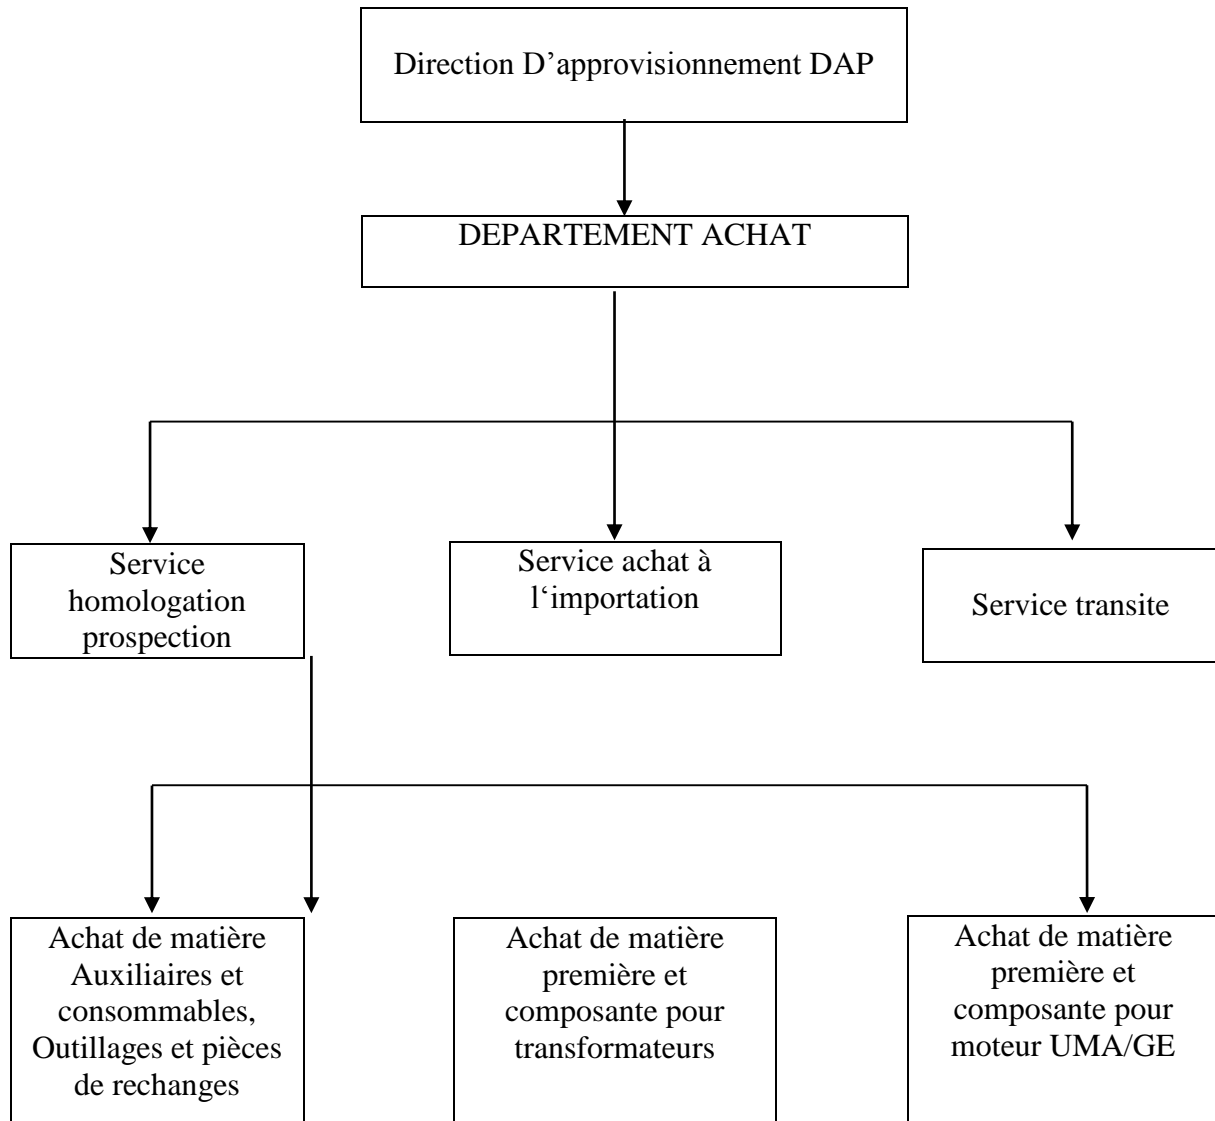 Direction D’approvisionnement DAP
DEPARTEMENT ACHAT
Service
homologation
prospection
Service achat à
l‘importation
Service transite
Achat de matière
Auxiliaires et
consommables,
Outillages et pièces
de rechanges
Achat de matière
première et
composante pour
transformateurs
Achat de matière
première et
composante pour
moteur UMA/GE